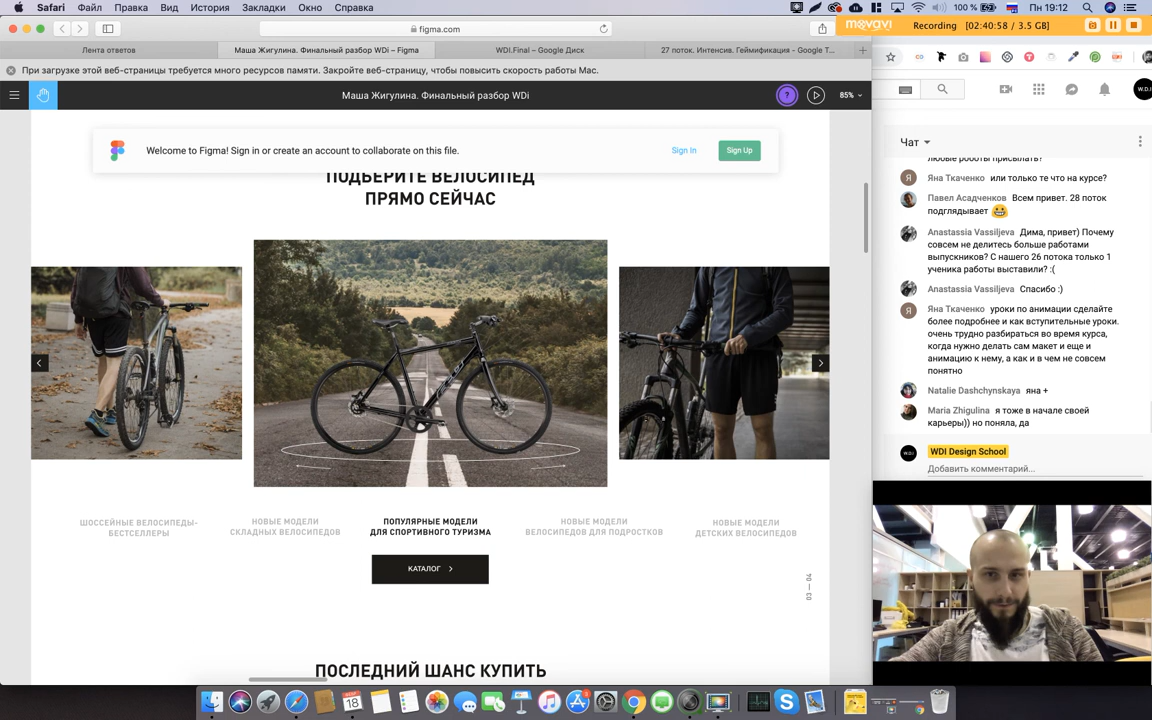 Safari Файл Правка Вид История Закладки Окно Справка
100 %
Пн 19:12
figma.com
movavi Recording [02:40:58 / 3.5 GB]
Лента ответов
Маша Жигулина. Финальный разбор WDi – Figma
WDI.Final – Google Диск
27 поток. Интенсив. Геймификация - Google Т...
При загрузке этой веб-страницы требуется много ресурсов памяти. Закройте веб-страницу, чтобы повысить скорость работы Mac.
Маша Жигулина. Финальный разбор WDi
?
85%
Welcome to Figma! Sign in or create an account to collaborate on this file.
Sign In
Sign Up
ПОДБЕРИТЕ ВЕЛОСИПЕД
ПРЯМО СЕЙЧАС
ШОССЕЙНЫЕ ВЕЛОСИПЕДЫ-
БЕСТСЕЛЛЕРЫ
НОВЫЕ МОДЕЛИ
СКЛАДНЫХ ВЕЛОСИПЕДОВ
ПОПУЛЯРНЫЕ МОДЕЛИ
ДЛЯ СПОРТИВНОГО ТУРИЗМА
НОВЫЕ МОДЕЛИ
ВЕЛОСИПЕДОВ ДЛЯ ПОДРОСТКОВ
НОВЫЕ МОДЕЛИ
ДЕТСКИХ ВЕЛОСИПЕДОВ
КАТАЛОГ
03 — 04
ПОСЛЕДНИЙ ШАНС КУПИТЬ
Чат
любые роботы присылать?
Я Яна Ткаченко или только те что на курсе?
Павел Асадченков Всем привет. 28 поток
подглядывает
Anastassia Vassiljeva Дима, привет) Почему
совсем не делитесь больше работами
выпускников? С нашего 26 потока только 1
ученика работы выставили? :(
Anastassia Vassiljeva Спасибо :)
Я Яна Ткаченко уроки по анимации сделайте
более подробнее и как вступительные уроки.
очень трудно разбираться во время курса,
когда нужно делать сам макет и еще и
анимацию к нему, а как и в чем не совсем
понятно
Natalie Dashchynskaya яна +
Maria Zhigulina я тоже в начале своей
карьеры)) но поняла, да
WDI Design School
Добавить комментарий...
18